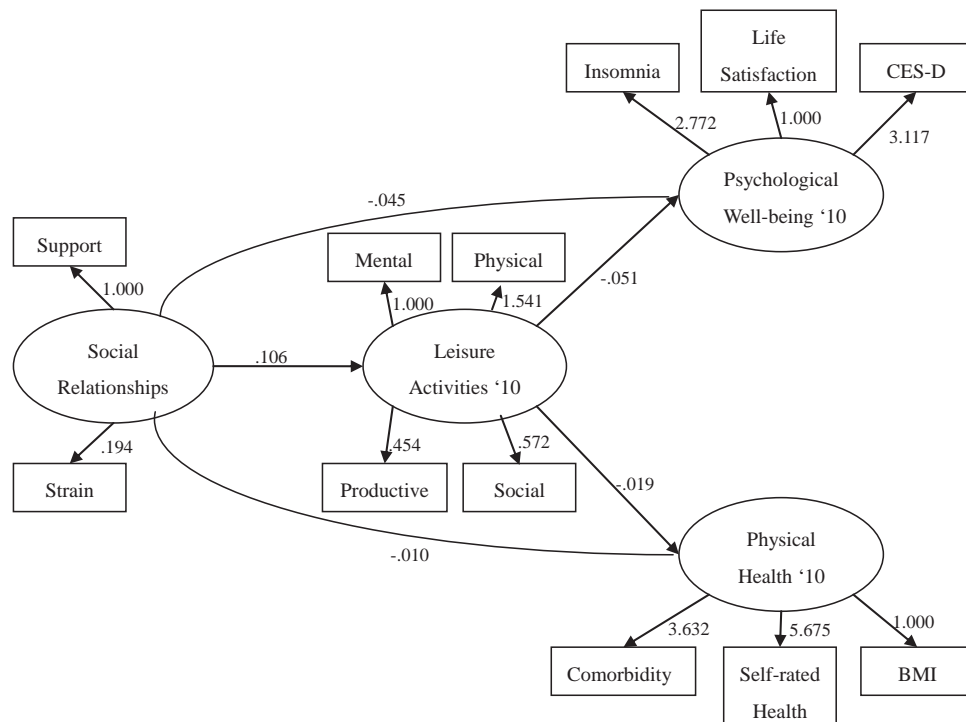 Life
Satisfaction
Insomnia
CES-D
2.772
1.000
3.117
Psychological
Well-being ‘10
-.045
-.051
Support
1.000
Mental
Physical
1.000
1.541
Social
Relationships
.106
Leisure
Activities ‘10
.194
Strain
.454
.572
Productive
Social
-.019
-.010
Physical
Health ‘10
3.632
5.675
1.000
Comorbidity
Self-rated
Health
BMI